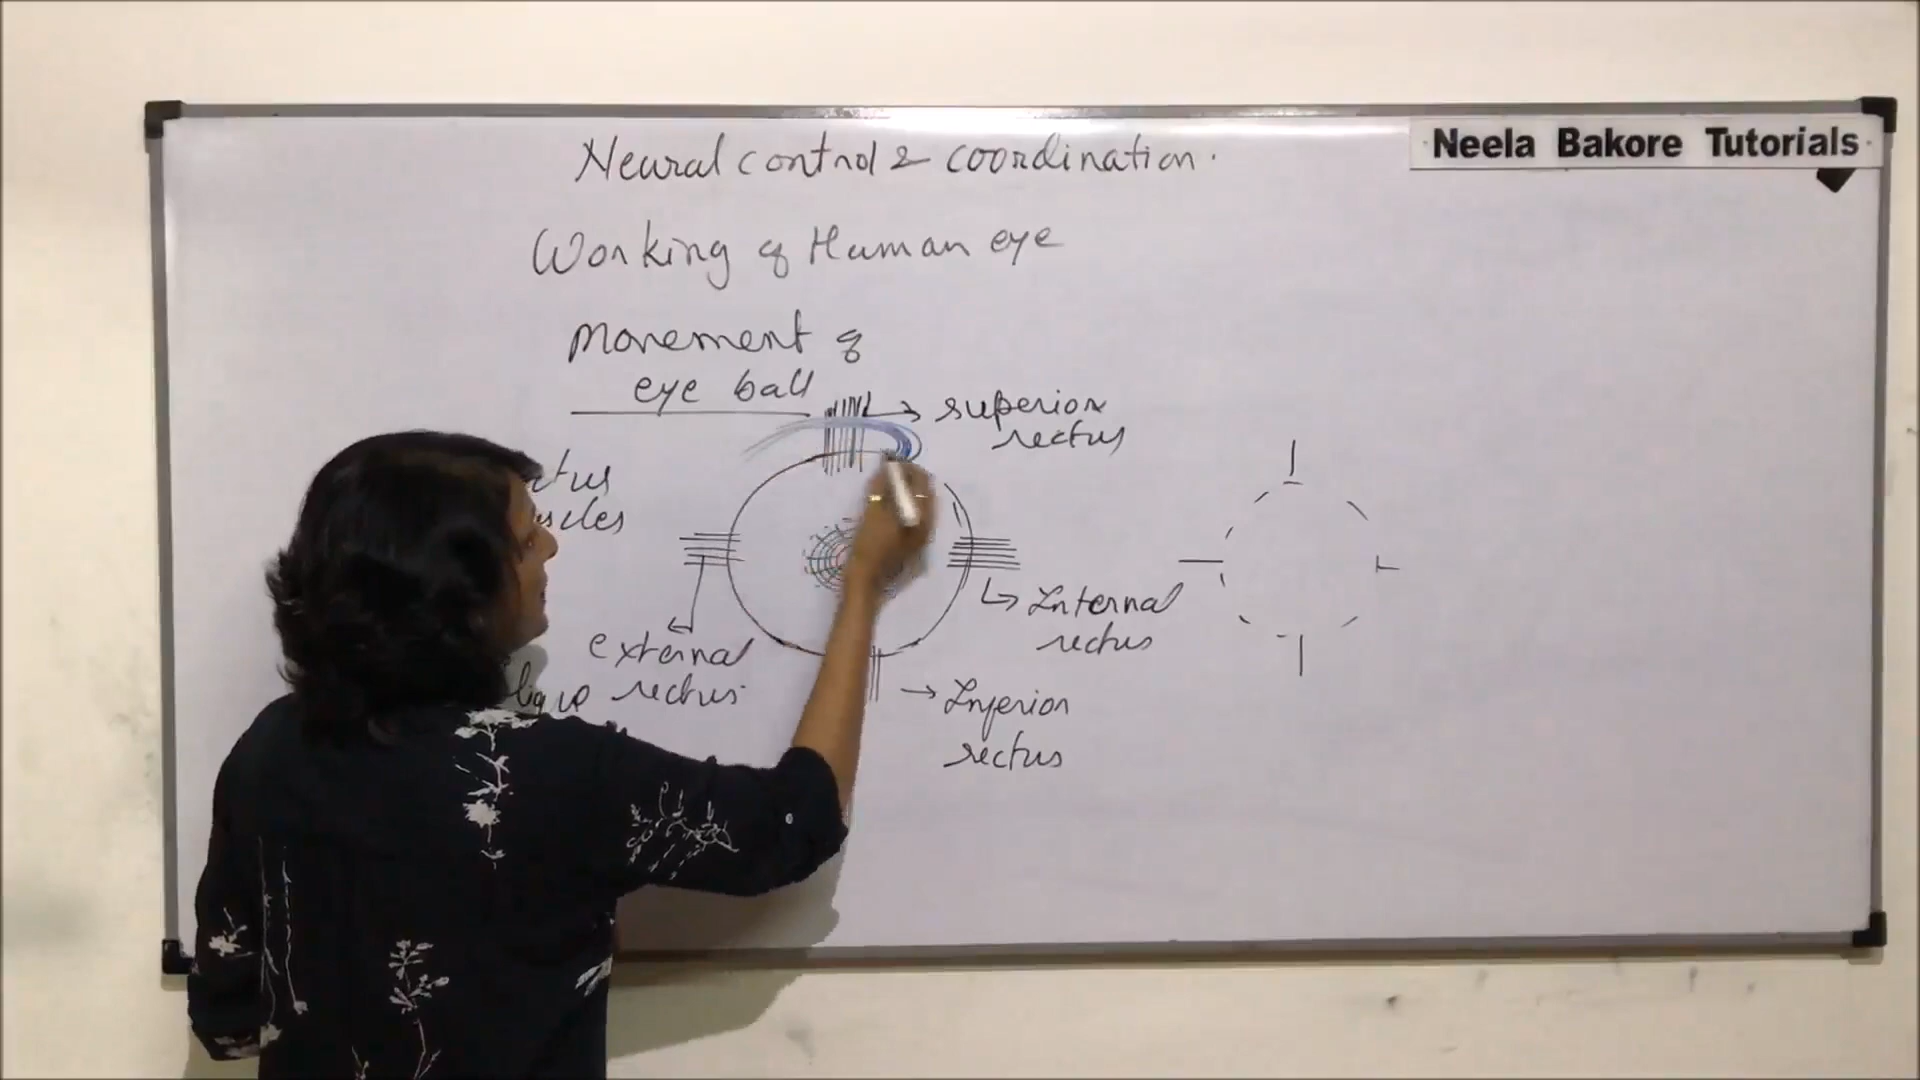 Neela Bakore Tutorials
Neural control & coordination.
Working of Human eye
Movement of
eye ball
superior
rectus
Internal
rectus
external
rectus.
Inferior
rectus